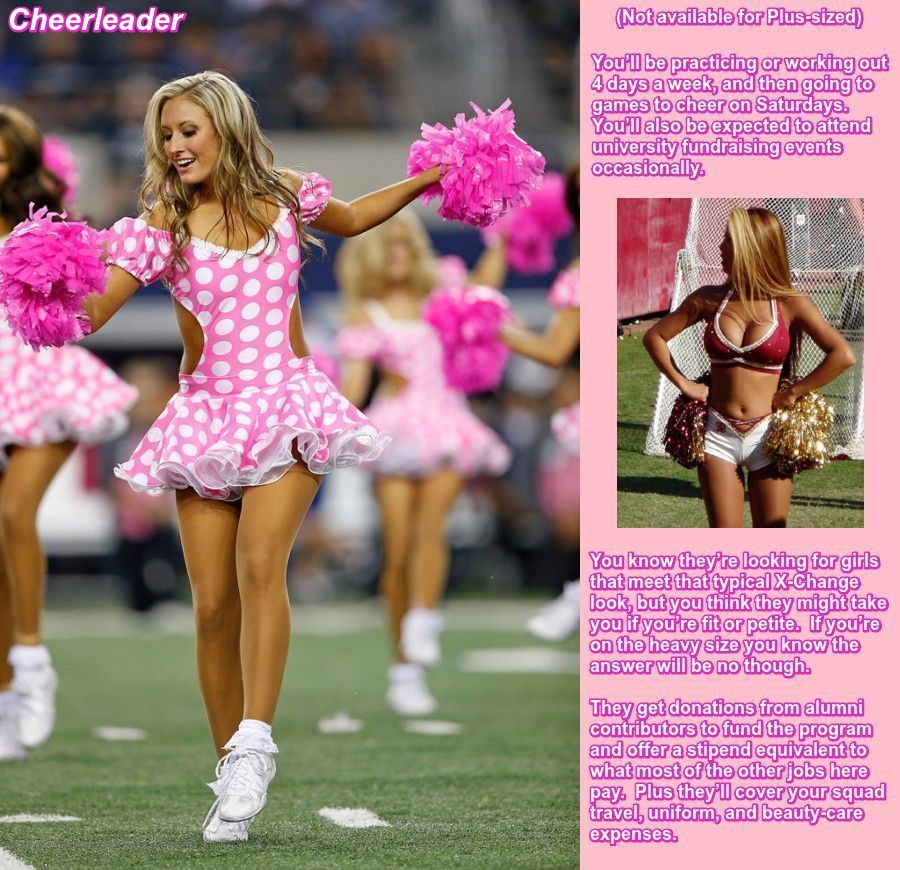 Cheerleader
(Not available for Plus-sized)
You'll be practicing or working out
4 days a week, and then going to
games to cheer on Saturdays.
You'll also be expected to attend
university fundraising events
occasionally.
You know they're looking for girls
that meet that typical X-Change
look, but you think they might take
you if you're fit or petite.  If you're
on the heavy size you know the
answer will be no though.
They get donations from alumni
contributors to fund the program
and offer a stipend equivalent to
what most of the other jobs here
pay.  Plus they'll cover your squad
travel, uniform, and beauty-care
expenses.